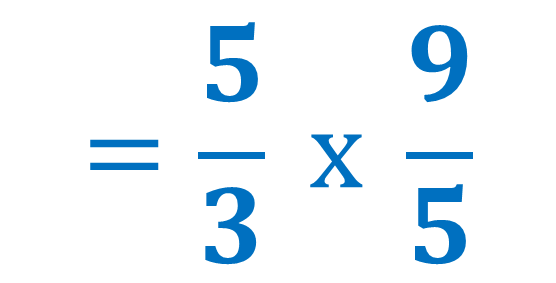 = 5/3 x 9/5